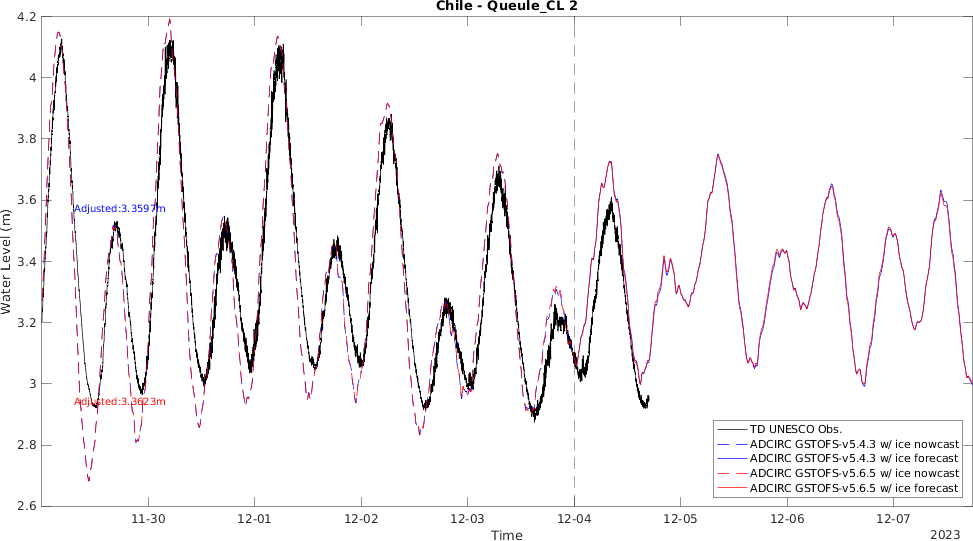 Chile - Queule_CL 2
4.2
4
3.8
3.6
3.4
3.2
3
2.8
2.6
Water Level (m)
Adjusted:3.3597m
Adjusted:3.3623m
TD UNESCO Obs.
ADCIRC GSTOFS-v5.4.3 w/ ice nowcast
ADCIRC GSTOFS-v5.4.3 w/ ice forecast
ADCIRC GSTOFS-v5.6.5 w/ ice nowcast
ADCIRC GSTOFS-v5.6.5 w/ ice forecast
11-30 12-01 12-02 12-03 12-04 12-05 12-06 12-07
Time
2023